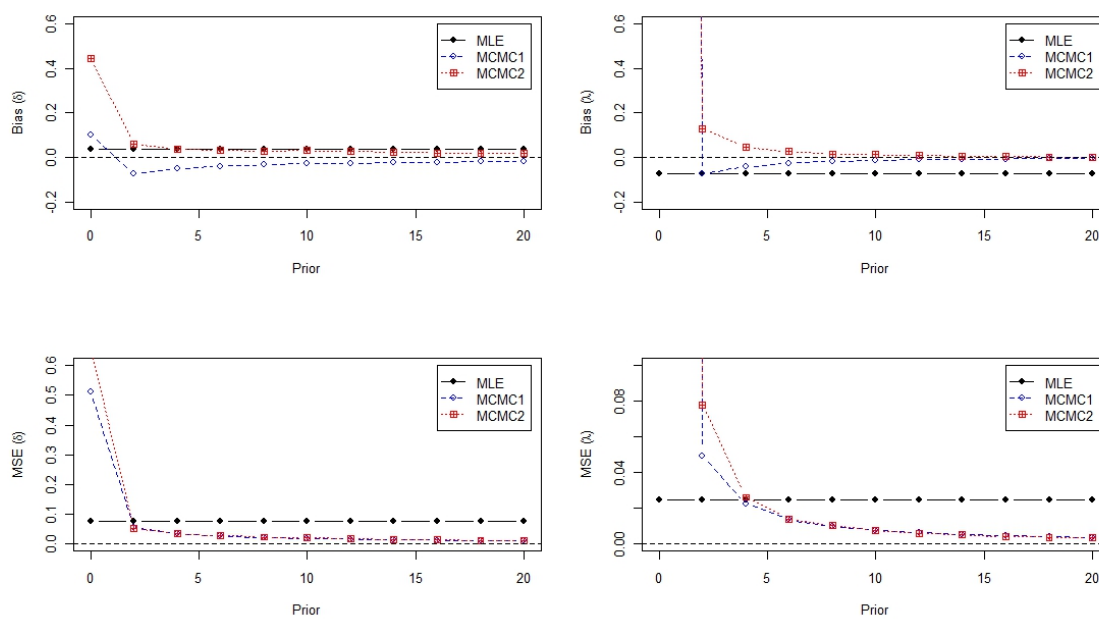 Bias (δ)
-0.2 0.0 0.2 0.4 0.6
MLE
MCMC1
MCMC2
0 5 10 15 20
Prior
Bias (λ)
-0.2 0.0 0.2 0.4 0.6
MLE
MCMC1
MCMC2
0 5 10 15 20
Prior
MSE (δ)
0.0 0.1 0.2 0.3 0.4 0.5 0.6
MLE
MCMC1
MCMC2
0 5 10 15 20
Prior
MSE (λ)
0.00 0.04 0.08
MLE
MCMC1
MCMC2
0 5 10 15 20
Prior